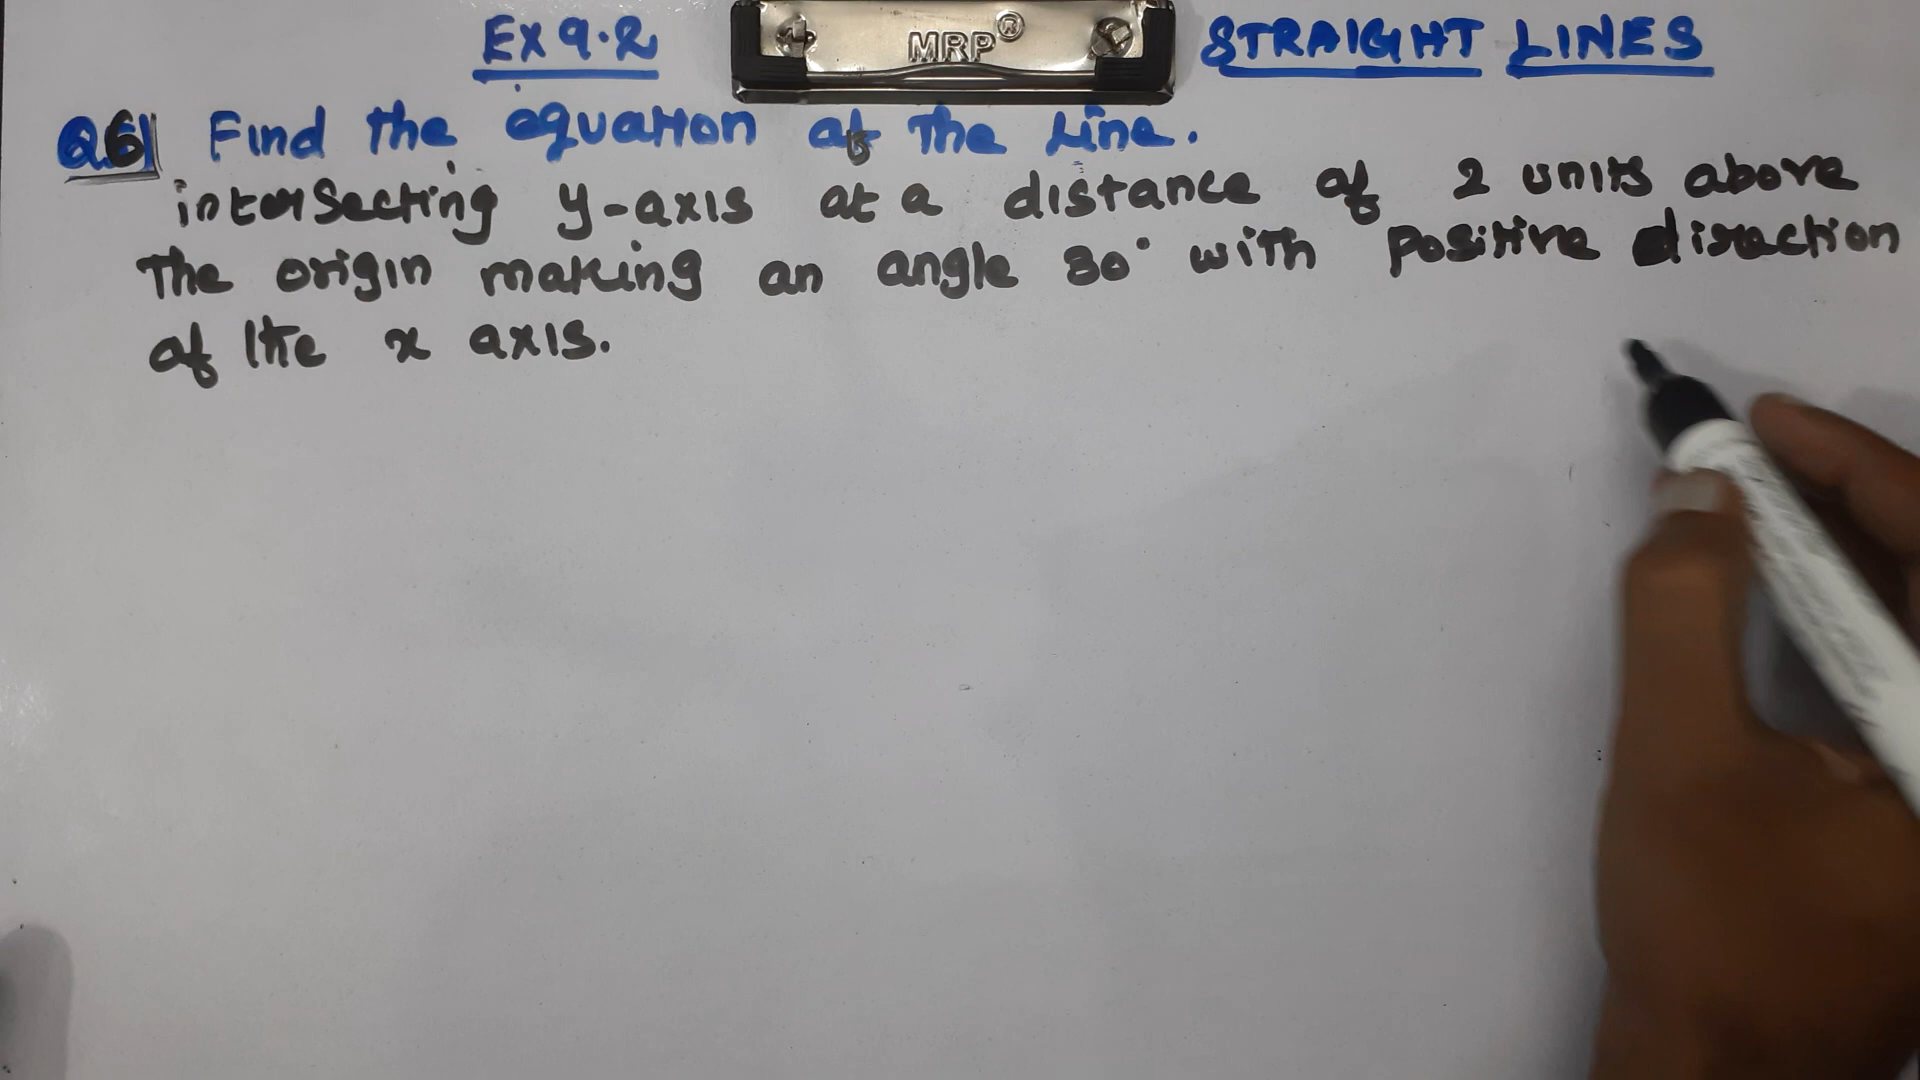 Ex 9.2
MRP®
STRAIGHT LINES
Q.6) Find the equation of the line.
intersecting y-axis at a distance of 2 units above
The origin making an angle 30° with positive direction
of the x axis.